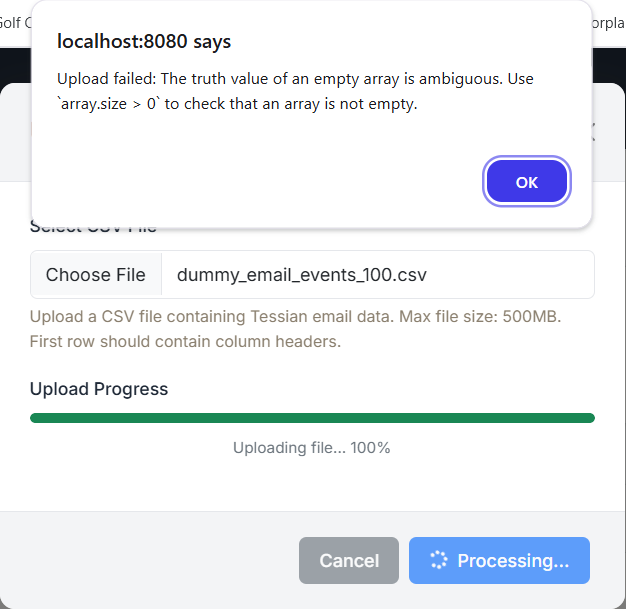 Golf C
localhost:8080 says
orpla
Upload failed: The truth value of an empty array is ambiguous. Use
`array.size > 0` to check that an array is not empty.
OK
Select CSV File
Choose File dummy_email_events_100.csv
Upload a CSV file containing Tessian email data. Max file size: 500MB.
First row should contain column headers.
Upload Progress
Uploading file... 100%
Cancel Processing...